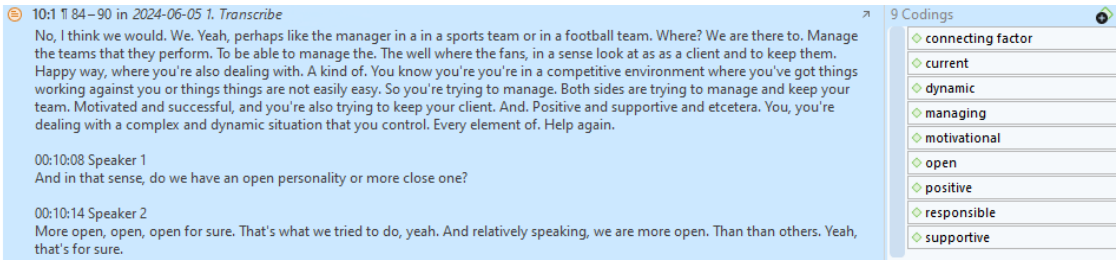 10:1 ¶ 84 – 90 in 2024-06-05 1. Transcribe
No, I think we would. We. Yeah, perhaps like the manager in a in a sports team or in a football team. Where? We are there to. Manage
the teams that they perform. To be able to manage the. The well where the fans, in a sense look at as as a client and to keep them.
Happy way, where you're also dealing with. A kind of. You know you're you're in a competitive environment where you've got things
working against you or things things are not easily easy. So you're trying to manage. Both sides are trying to manage and keep your
team. Motivated and successful, and you're also trying to keep your client. And. Positive and supportive and etcetera. You, you're
dealing with a complex and dynamic situation that you control. Every element of. Help again.
00:10:08 Speaker 1
And in that sense, do we have an open personality or more close one?
00:10:14 Speaker 2
More open, open, open for sure. That's what we tried to do, yeah. And relatively speaking, we are more open. Than than others. Yeah,
that's for sure.
9 Codings
connecting factor
current
dynamic
managing
motivational
open
positive
responsible
supportive